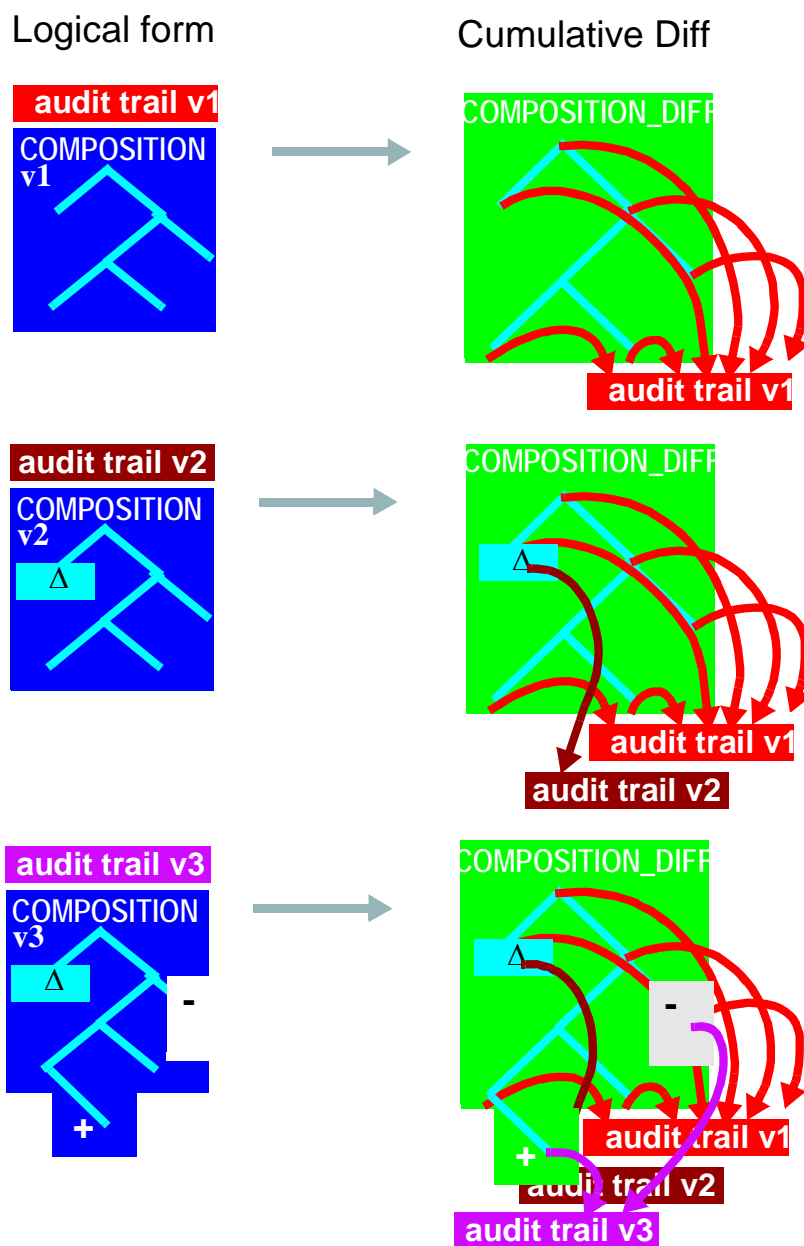 Logical form
Cumulative Diff
audit trail v1
COMPOSITION
v1
COMPOSITION_DIFF
audit trail v1
audit trail v2
COMPOSITION
v2
Δ
COMPOSITION_DIFF
Δ
audit trail v1
audit trail v2
audit trail v3
COMPOSITION
v3
Δ
-
+
COMPOSITION_DIFF
Δ
-
+
audit trail v1
audit trail v2
audit trail v3